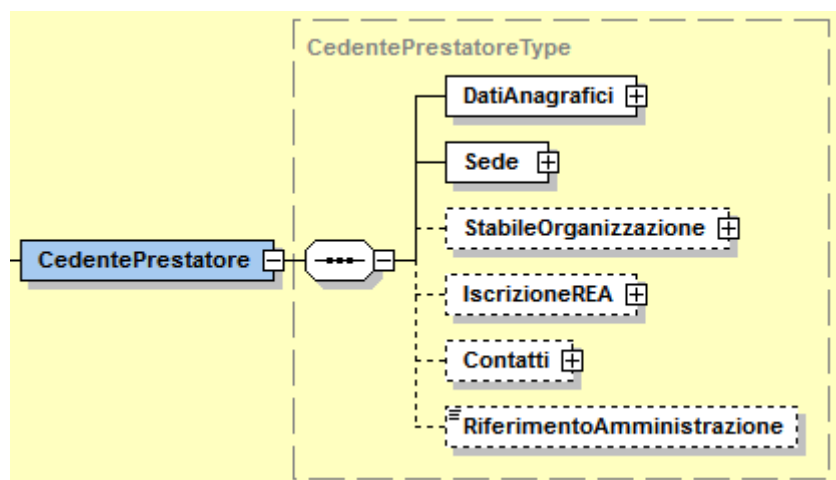 CedentePrestatoreType
DatiAnagrafici
Sede
StabileOrganizzazione
CedentePrestatore
IscrizioneREA
Contatti
RiferimentoAmministrazione